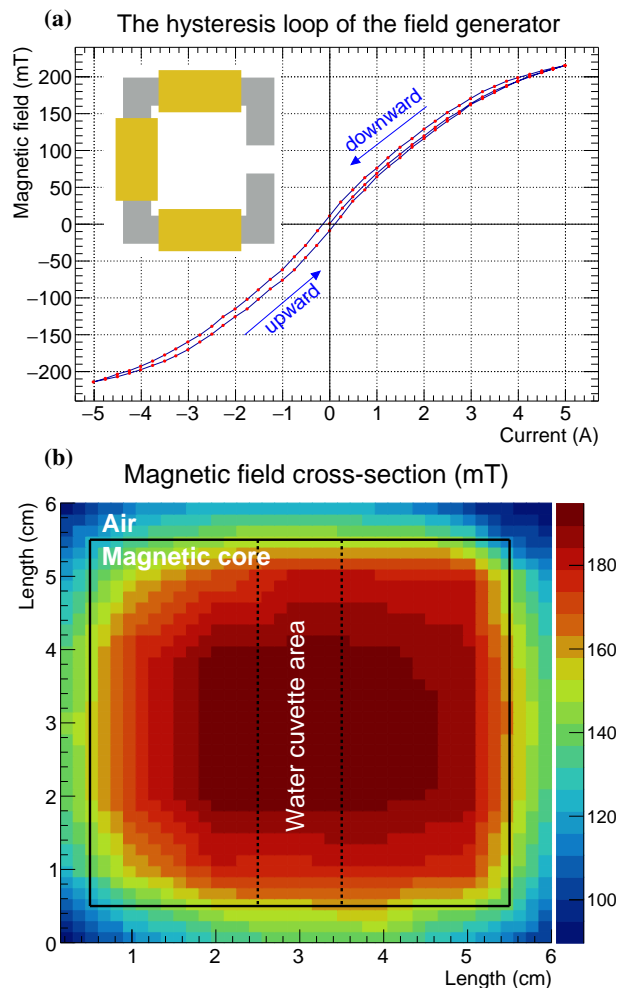 (a)
The hysteresis loop of the field generator
Magnetic field (mT)
200
150
100
50
0
−50
−100
−150
−200
downward
upward
−5 −4 −3 −2 −1 0 1 2 3 4 5
Current (A)
(b)
Magnetic field cross-section (mT)
Length (cm)
6
5
4
3
2
1
0
Air
Magnetic core
Water cuvette area
1 2 3 4 5 6
Length (cm)
180
160
140
120
100